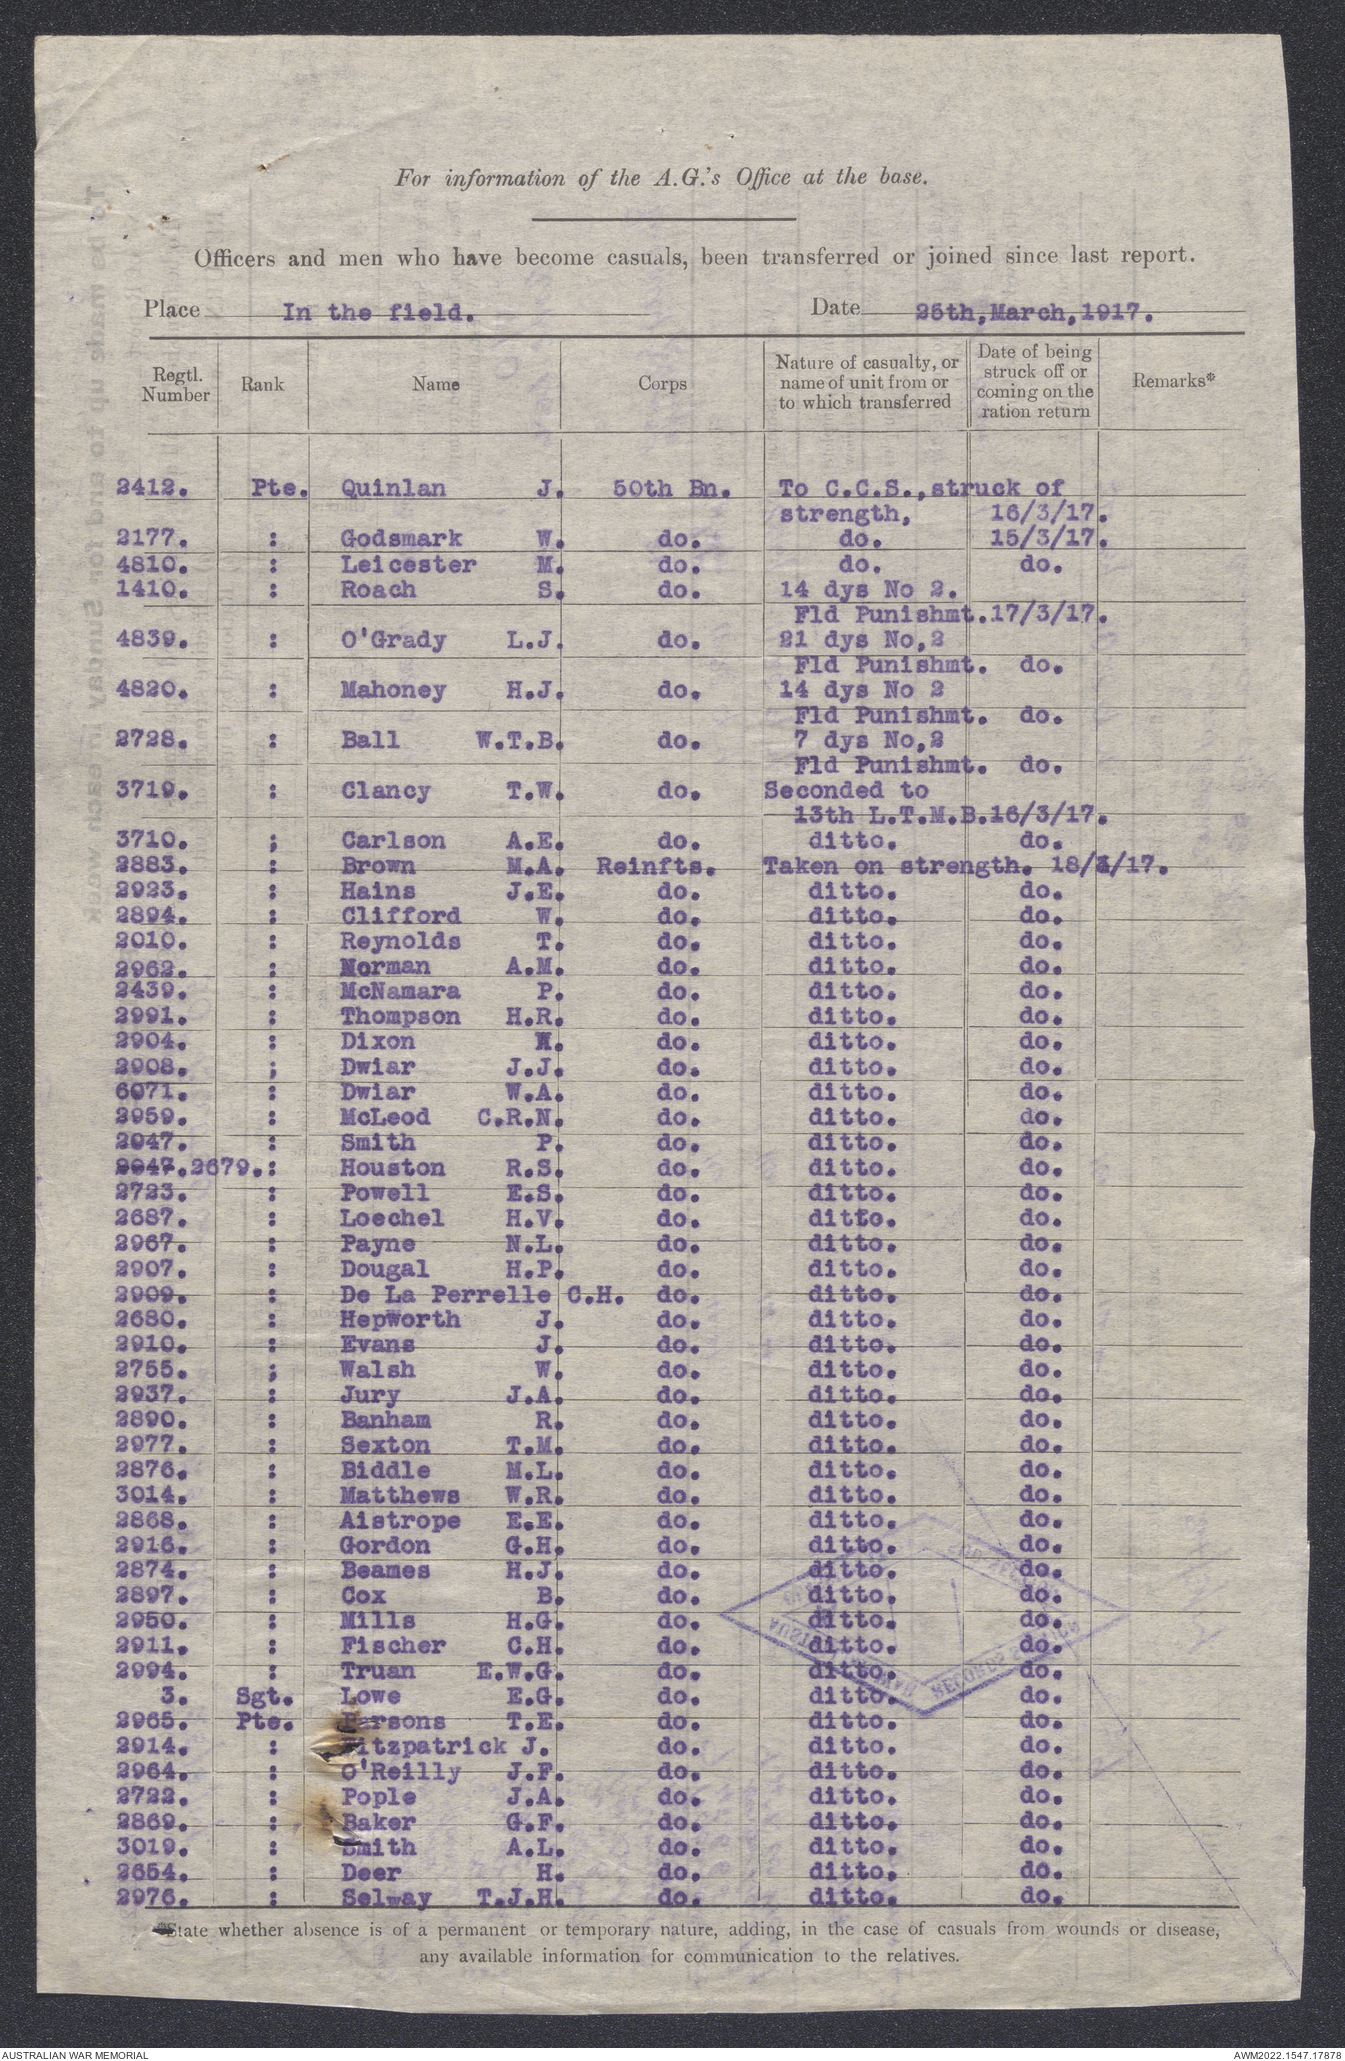 For information of the A.G.'s Office at the base.
Officers and men who have become casuals, been transferred or joined since last report.
Place In the field. Date 25th,March,1917.
Regtl. Number Rank Name Corps Nature of casualty, or name of unit from or to which transferred Date of being struck off or coming on the ration return Remarks*
2412. Pte. Quinlan J. 50th Bn. To C.C.S.,struck of
strength, 16/3/17.
2177. : Godsmark W. do. do. 15/3/17.
4810. : Leicester M. do. do. do.
1410. : Roach S. do. 14 dys No 2.
Fld Punishmt.17/3/17.
4839. : O'Grady L.J. do. 21 dys No,2
Fld Punishmt. do.
4820. : Mahoney H.J. do. 14 dys No 2
Fld Punishmt. do.
2728. : Ball W.T.B. do. 7 dys No,2
Fld Punishmt. do.
3719. : Clancy T.W. do. Seconded to
13th L.T.M.B.16/3/17.
3710. ; Carlson A.E. do. ditto. do.
2883. : Brown M.A. Reinfts. Taken on strength. 18/3/17.
2923. : Hains J.E. do. ditto. do.
2894. : Clifford W. do. ditto. do.
2010. : Reynolds T. do. ditto. do.
2962. : Norman A.M. do. ditto. do.
2439. : McNamara P. do. ditto. do.
2991. : Thompson H.R. do. ditto. do.
2904. : Dixon do. ditto. do.
2908. ; Dwiar J.J. do. ditto. do.
6071. : Dwiar W.A. do. ditto. do.
2959. : McLeod C.R.N. do. ditto. do.
2047. : Smith P. do. ditto. do.
2047.2679.: Houston R.S. do. ditto. do.
2723. : Powell E.S. do. ditto. do.
2687. : Loechel H.V. do. ditto. do.
2967. : Payne N.L. do. ditto. do.
2907. : Dougal H.P. do. ditto. do.
2909. : De La Perrelle C.H. do. ditto. do.
2680. : HepWorth J. do. ditto. do.
2910. : Evans J. do. ditto. do.
2755. ; Walsh W. do. ditto. do.
2937. : Jury J.A. do. ditto. do.
2890. : Banham R. do. ditto. do.
2977. : Sexton T.M. do. ditto. do.
2876. : Biddle M.L. do. ditto. do.
3014. : Matthews W.R. do. ditto. do.
2868. : Aistrope E.E. do. ditto. do.
2916. : Gordon G.H. do. ditto. do.
2874. : Beames H.J. do. ditto. do.
2897. : Cox B. do. ditto. do.
2950. : Mills H.G. do. ditto. do.
2911. : Fischer C.H. do. ditto. do.
2994. : Truan E.W.G. do. ditto. do.
3. Sgt. Lowe E.G. do. ditto. do.
2965. Pte. Parsons T.E. do. ditto. do.
2914. : Fitzpatrick J. do. ditto. do.
2964. : O'Reilly J.F. do. ditto. do.
2722. : Pople J.A. do. ditto. do.
2869. : Baker G.F. do. ditto. do.
3019. : Smith A.L. do. ditto. do.
2654. : Deer H. do. ditto. do.
2976. : Selway T.J.H. do. ditto. do.
*State whether absence is of a permanent or temporary nature, adding, in the case of casuals from wounds or disease,
any available information for communication to the relatives.
AUSTRALIAN WAR MEMORIAL AWM2022.1547.17878